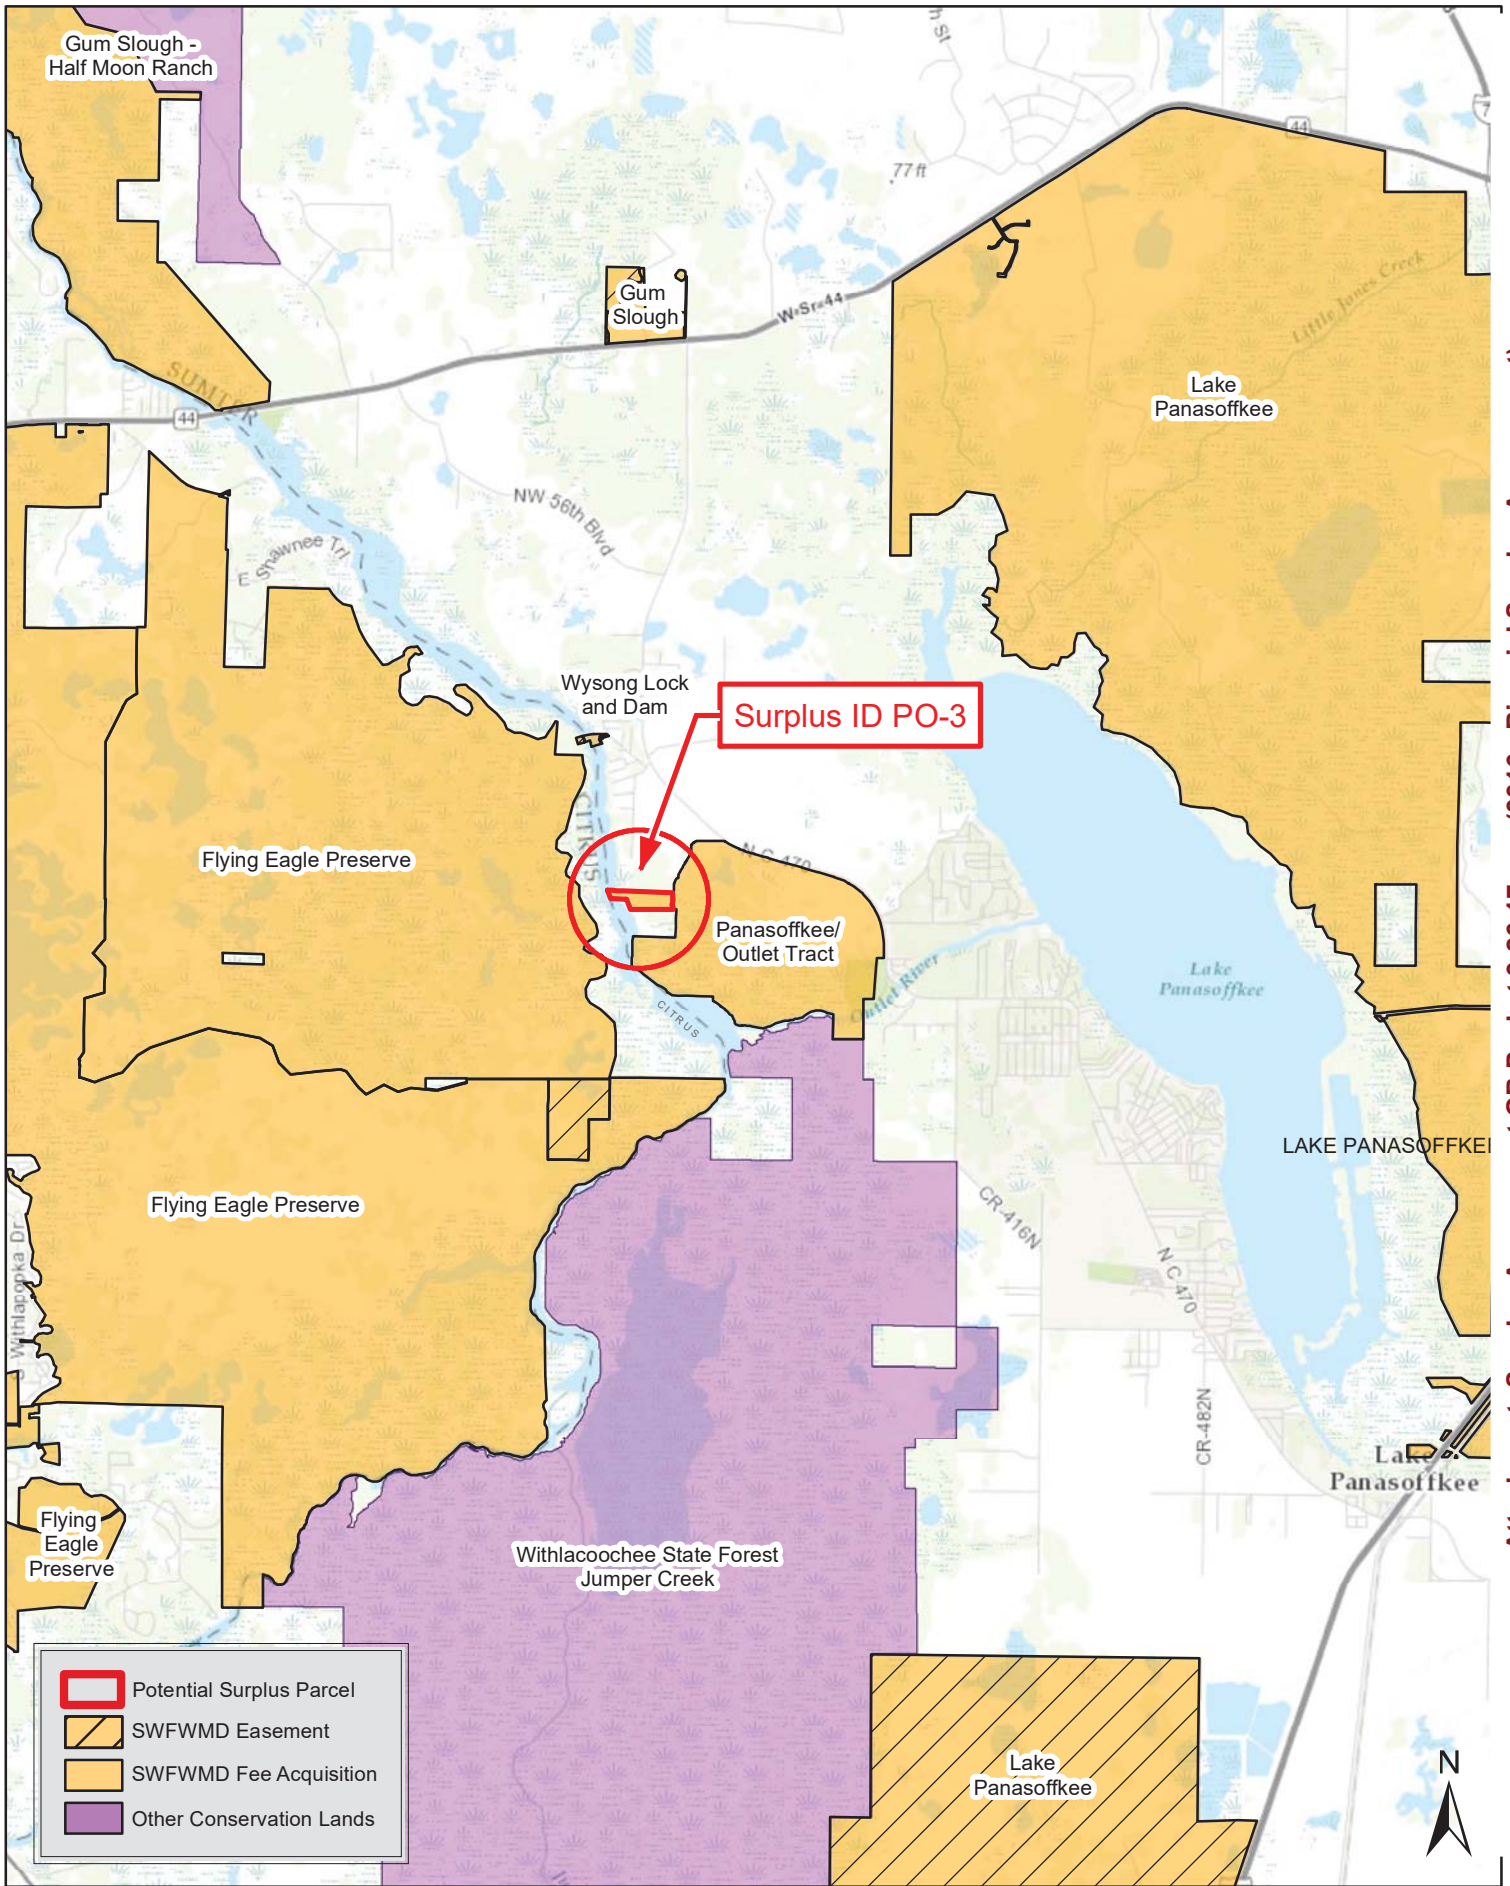 Gum Slough -
Half Moon Ranch
77 ft
44
Gum
Slough
W Sr-44
Little Jones Creek
Lake
Panasoffkee
SUMTER
44
NW 56th Blvd
E Shawnee Trl
Wysong Lock
and Dam
Surplus ID PO-3
CITRUS
N C 470
Flying Eagle Preserve
Panasoffkee/
Outlet Tract
Outlet River
Lake
Panasoffkee
CITRUS
LAKE PANASOFFKEE
Flying Eagle Preserve
CR-416N
N C 470
S Withlapopka Dr
CR-482N
Lake
Panasoffkee
Flying
Eagle
Preserve
Withlacoochee State Forest
Jumper Creek
Lake
Panasoffkee
Potential Surplus Parcel
SWFWMD Easement
SWFWMD Fee Acquisition
Other Conservation Lands
N